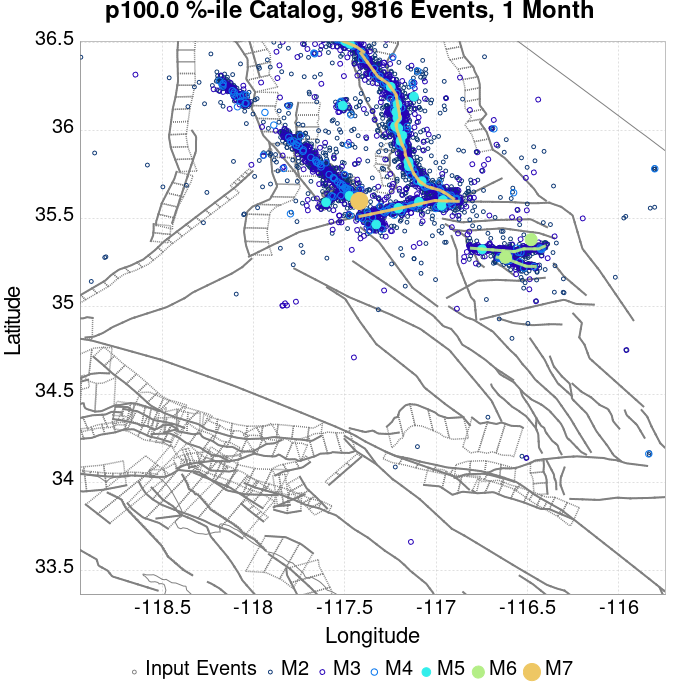 p100.0 %-ile Catalog, 9816 Events, 1 Month
36.5
36
35.5
35
34.5
34
33.5
Latitude
-118.5 -118 -117.5 -117 -116.5 -116
Longitude
Input Events M2 M3 M4 M5 M6 M7